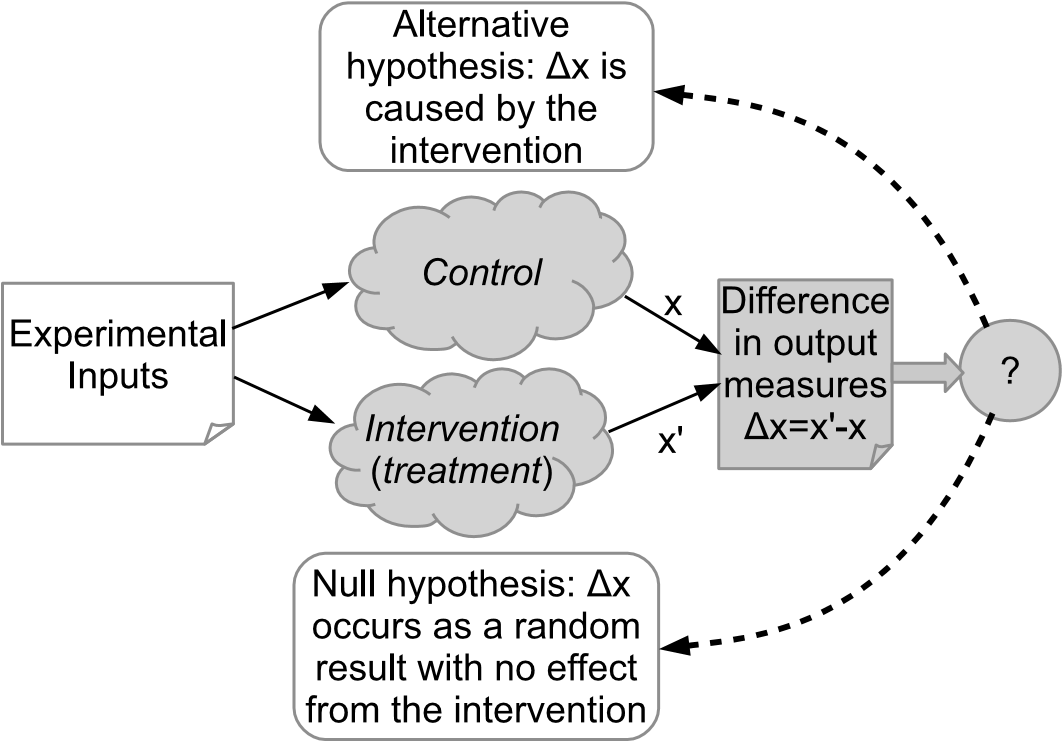 Alternative
hypothesis: Δx is
caused by the
intervention
Control
Experimental
Inputs
x
Difference
in output
measures
Δx=x'-x
?
Intervention
(treatment)
x'
Null hypothesis: Δx
occurs as a random
result with no effect
from the intervention